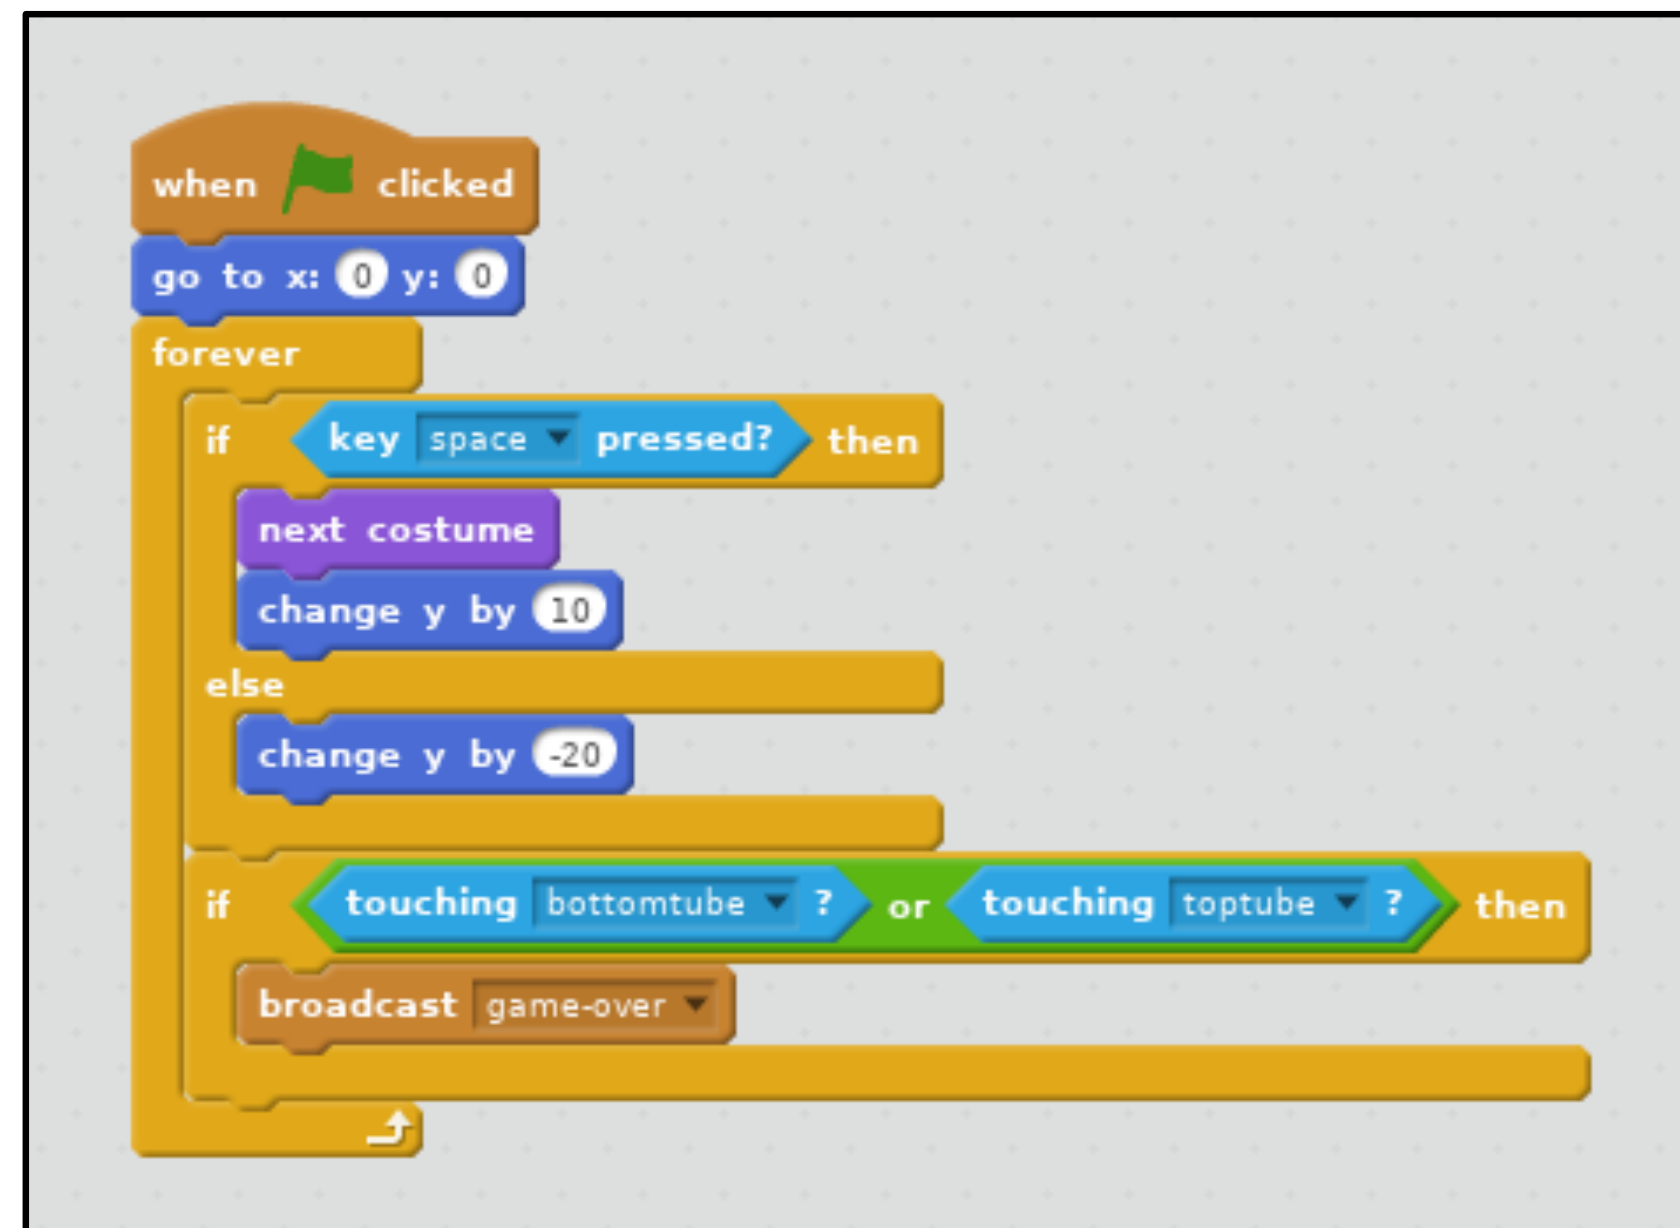 when clicked
go to x: 0 y: 0
forever
if key space pressed? then
next costume
change y by 10
else
change y by -20
if touching bottomtube ? or touching toptube ? then
broadcast game-over